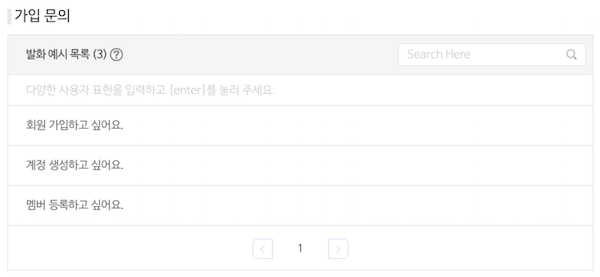 가입 문의
발화 예시 목록 (3) ?
Search Here
다양한 사용자 표현을 입력하고 [enter]를 눌러 주세요.
회원 가입하고 싶어요.
계정 생성하고 싶어요.
멤버 등록하고 싶어요.
< 1 >